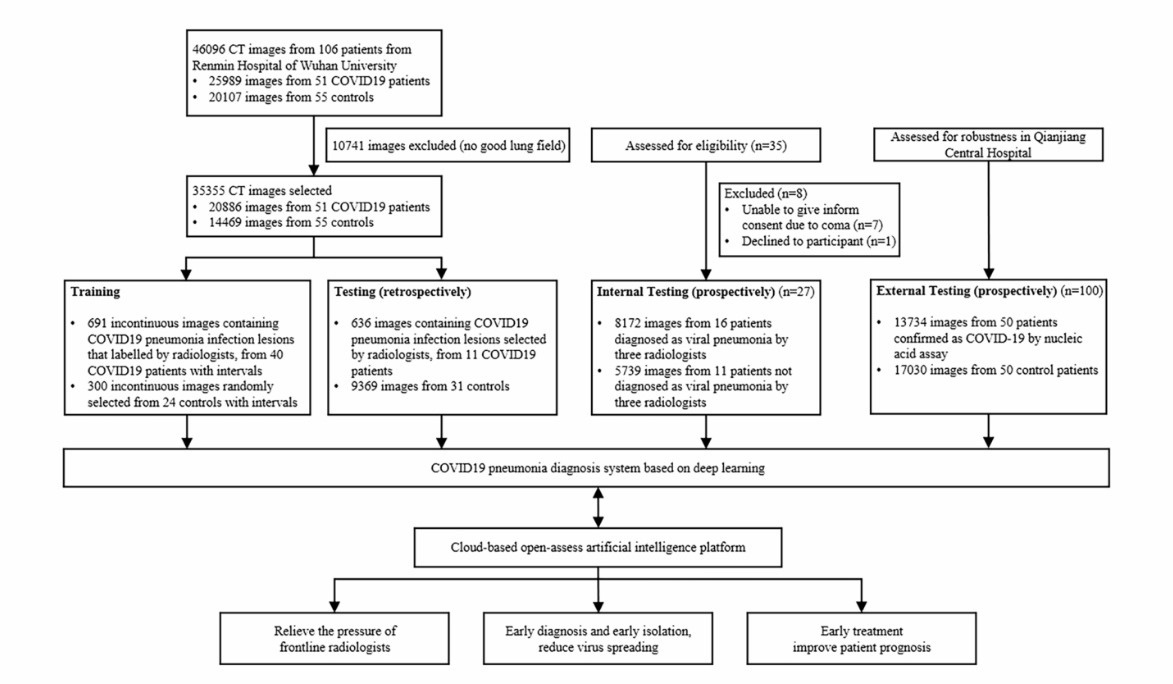 46096 CT images from 106 patients from
Renmin Hospital of Wuhan University
• 25989 images from 51 COVID19 patients
• 20107 images from 55 controls
10741 images excluded (no good lung field)
35355 CT images selected
• 20886 images from 51 COVID19 patients
• 14469 images from 55 controls
Assessed for eligibility (n=35)
Excluded (n=8)
• Unable to give inform
consent due to coma (n=7)
• Declined to participant (n=1)
Assessed for robustness in Qianjiang
Central Hospital
Training
• 691 incontinuous images containing
COVID19 pneumonia infection lesions
that labelled by radiologists, from 40
COVID19 patients with intervals
• 300 incontinuous images randomly
selected from 24 controls with intervals
Testing (retrospectively)
• 636 images containing COVID19
pneumonia infection lesions selected
by radiologists, from 11 COVID19
patients
• 9369 images from 31 controls
Internal Testing (prospectively) (n=27)
• 8172 images from 16 patients
diagnosed as viral pneumonia by
three radiologists
• 5739 images from 11 patients not
diagnosed as viral pneumonia by
three radiologists
External Testing (prospectively) (n=100)
• 13734 images from 50 patients
confirmed as COVID-19 by nucleic
acid assay
• 17030 images from 50 control patients
COVID19 pneumonia diagnosis system based on deep learning
Cloud-based open-assess artificial intelligence platform
Relieve the pressure of
frontline radiologists
Early diagnosis and early isolation,
reduce virus spreading
Early treatment
improve patient prognosis